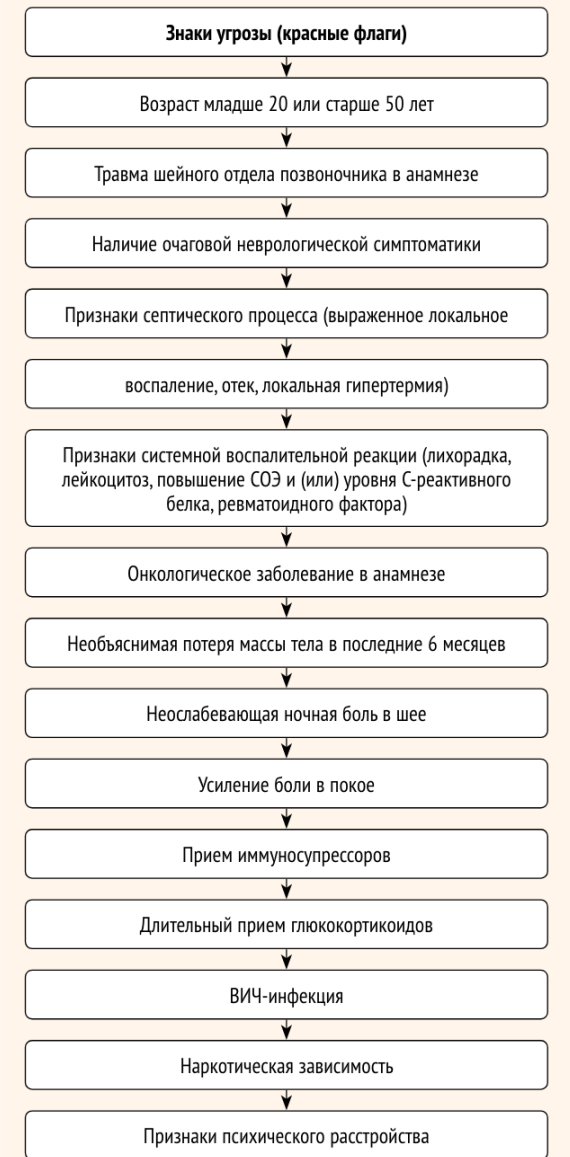 Знаки угрозы (красные флаги)
Возраст младше 20 или старше 50 лет
Травма шейного отдела позвоночника в анамнезе
Наличие очаговой неврологической симптоматики
Признаки септического процесса (выраженное локальное
воспаление, отек, локальная гипертермия)
Признаки системной воспалительной реакции (лихорадка,
лейкоцитоз, повышение СОЭ и (или) уровня С-реактивного
белка, ревматоидного фактора)
Онкологическое заболевание в анамнезе
Необъяснимая потеря массы тела в последние 6 месяцев
Неослабевающая ночная боль в шее
Усиление боли в покое
Прием иммуносупрессоров
Длительный прием глюкокортикоидов
ВИЧ-инфекция
Наркотическая зависимость
Признаки психического расстройства